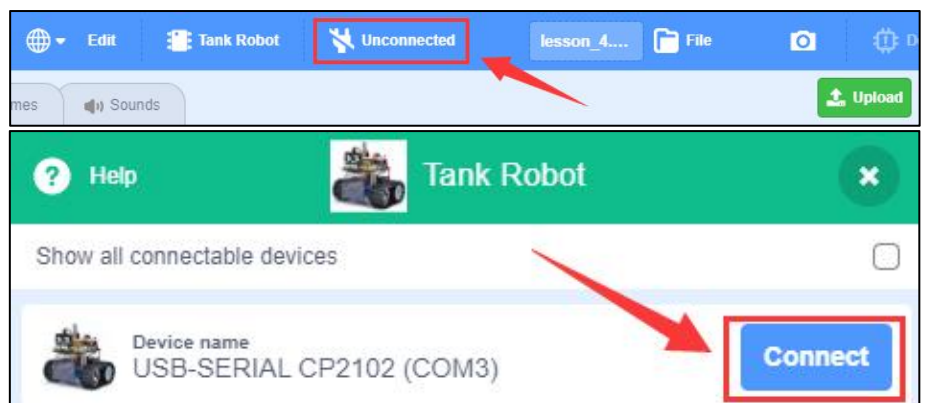 Edit Tank Robot Unconnected lesson_4.... File
Sounds Upload
Help Tank Robot
Show all connectable devices
Device name
USB-SERIAL CP2102 (COM3)
Connect